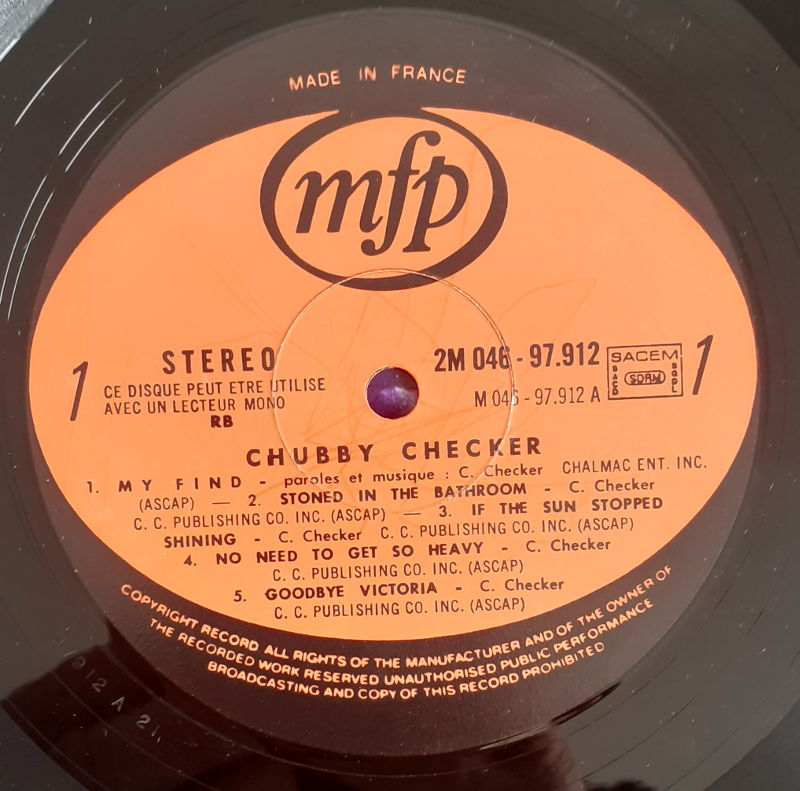 MADE IN FRANCE
mfp
STEREO
2M 046 - 97.912
SACEM
SACD
SDRM
SGDL
1
CE DISQUE PEUT ETRE UTILISE
AVEC UN LECTEUR MONO
M 046 - 97.912 A
1
RB
CHUBBY CHECKER
1. MY FIND - paroles et musique : C. Checker CHALMAC ENT. INC.
(ASCAP) — 2. STONED IN THE BATHROOM - C. Checker
C. C. PUBLISHING CO. INC. (ASCAP) — 3. IF THE SUN STOPPED
SHINING - C. Checker C. C. PUBLISHING CO. INC. (ASCAP)
4. NO NEED TO GET SO HEAVY - C. Checker
C. C. PUBLISHING CO. INC. (ASCAP)
5. GOODBYE VICTORIA - C. Checker
C. C. PUBLISHING CO. INC. (ASCAP)
COPYRIGHT RECORD ALL RIGHTS OF THE MANUFACTURER AND OF THE OWNER OF
THE RECORDED WORK RESERVED UNAUTHORISED PUBLIC PERFORMANCE
BROADCASTING AND COPY OF THIS RECORD PROHIBITED
912 A 21